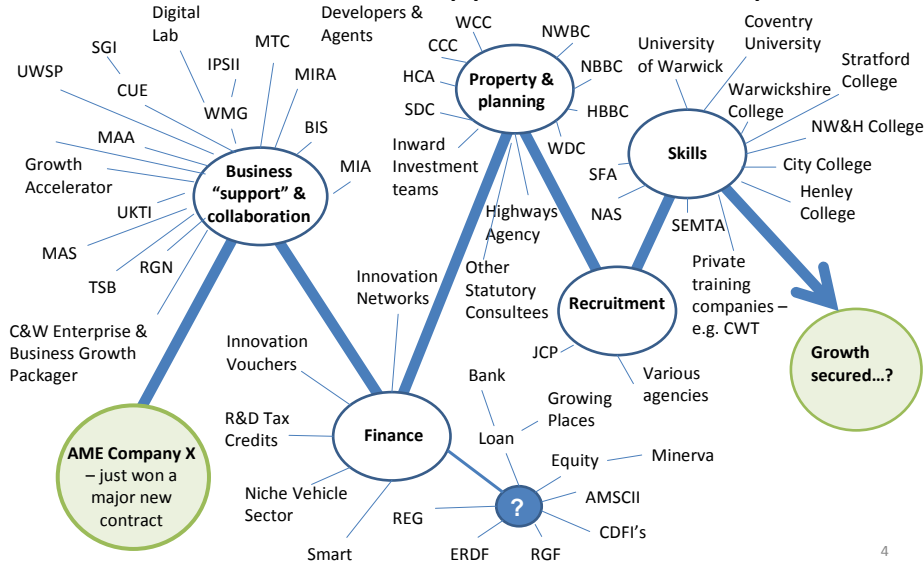 Digital
Lab
Developers &
Agents
SGI
UWSP
CUE
IPSII
MTC
MIRA
WMG
MAA
BIS
MIA
Growth
Accelerator
Business
“support” &
collaboration
UKTI
MAS
RGN
TSB
C&W Enterprise &
Business Growth
Packager
AME Company X
– just won a
major new
contract
WCC
CCC
HCA
SDC
NWBC
NBBC
HBBC
WDC
Property &
planning
Inward
Investment
teams
Highways
Agency
Other
Statutory
Consultees
Innovation
Networks
Innovation
Vouchers
R&D Tax
Credits
Finance
Niche Vehicle
Sector
Smart
Bank
Loan
Growing
Places
Equity
Minerva
AMSCII
CDFI’s
RGF
ERDF
REG
?
Recruitment
JCP
Various
agencies
University
of Warwick
Coventry
University
Stratford
College
Warwickshire
College
NW&H College
City College
Henley
College
Skills
SFA
NAS
SEMTA
Private
training
companies –
e.g. CWT
Growth
secured…?
4